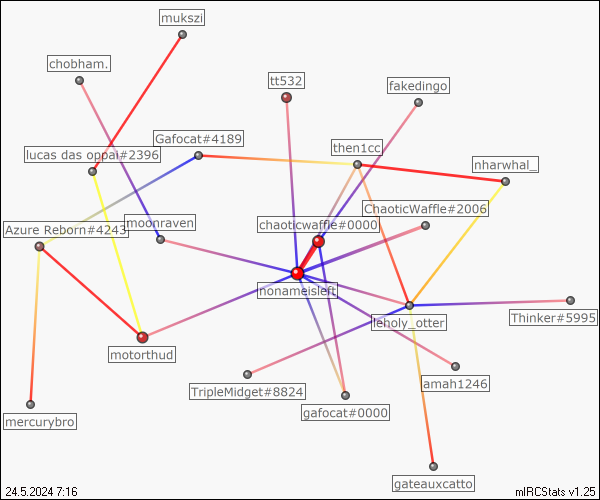 mukszi
chobham.
tt532
fakedingo
Gafocat#4189
then1cc
lucas das oppai#2396
nharwhal_
ChaoticWaffle#2006
moonraven
chaoticwaffle#0000
Azure Reborn#4243
nonameisleft
Thinker#5995
leholy_otter
motorthud
amah1246
TripleMidget#8824
gafocat#0000
mercurybro
gateauxcatto
24.5.2024 7:16
mIRCStats v1.25